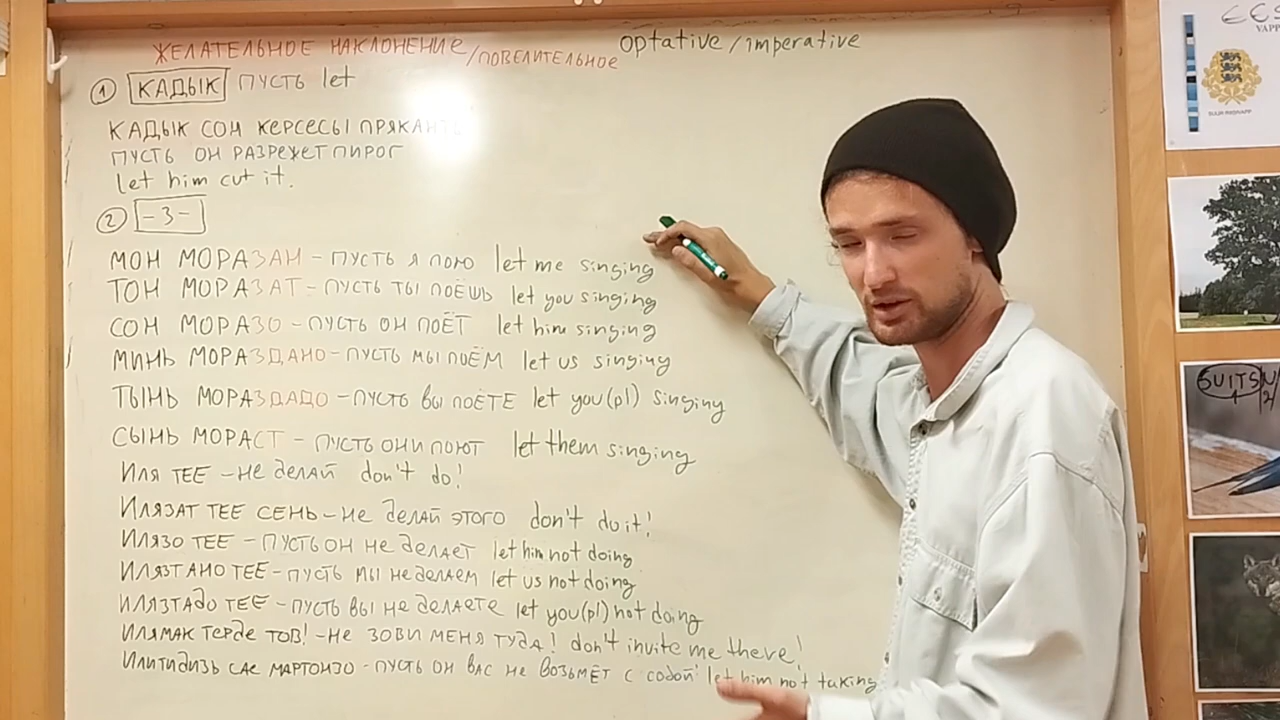 ЖЕЛАТЕЛЬНОЕ НАКЛОНЕНИЕ/ПОВЕЛИТЕЛЬНОЕ optative/imperative
① КАДЫК ПУСТЬ let
КАДЫК СОН КЕРСЕСЫ
ПУСТЬ ОН РАЗРЕЖЕТ ПИРОГ
let him cut it.
② -З-
МОН МОРАЗАН - ПУСТЬ Я ПОЮ let me singing
ТОН МОРАЗАТ - ПУСТЬ ТЫ ПОЁШЬ let you singing
СОН МОРАЗО - ПУСТЬ ОН ПОЁТ let him singing
МИНЬ МОРАЗДАНО - ПУСТЬ МЫ ПОЁМ let us singing
ТЫНЬ МОРАЗДАДО - ПУСТЬ ВЫ ПОЁТЕ let you(pl) singing
СЫНЬ МОРАСТ - ПУСТЬ ОНИ ПОЮТ let them singing
ИЛЯ ТЕЕ - НЕ ДЕЛАЙ don't do!
ИЛЯЗАТ ТЕЕ СЕНЬ - НЕ ДЕЛАЙ ЭТОГО don't do it!
ИЛЯЗО ТЕЕ - ПУСТЬ ОН НЕ ДЕЛАЕТ let him not doing
ИЛЯЗТАНО ТЕЕ - ПУСТЬ МЫ НЕ ДЕЛАЕМ let us not doing
ИЛЯЗТАДО ТЕЕ - ПУСТЬ ВЫ НЕ ДЕЛАЕТЕ let you(pl) not doing
ИЛЯМАК ТЕРДЕ ТОВ! - НЕ ЗОВИ МЕНЯ ТУДА! don't invite me there!
ИЛИТИДИЗЬ САЕ МАРТОНЗО - ПУСТЬ ОН ВАС НЕ ВОЗЬМЁТ С СОБОЙ! let him not taking
SUITS